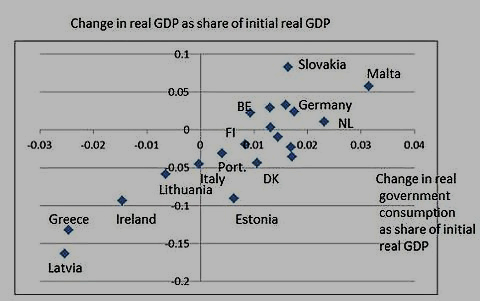 Change in real GDP as share of initial real GDP
0.1
Slovakia
Malta
0.05
BE
Germany
NL
0
-0.03
-0.02
-0.01
0
FI
0.01
0.02
0.03
0.04
Port.
-0.05
Italy
DK
Change in real
government
consumption
as share of initial
real GDP
Lithuania
-0.1
Greece
Ireland
Estonia
-0.15
Latvia
-0.2